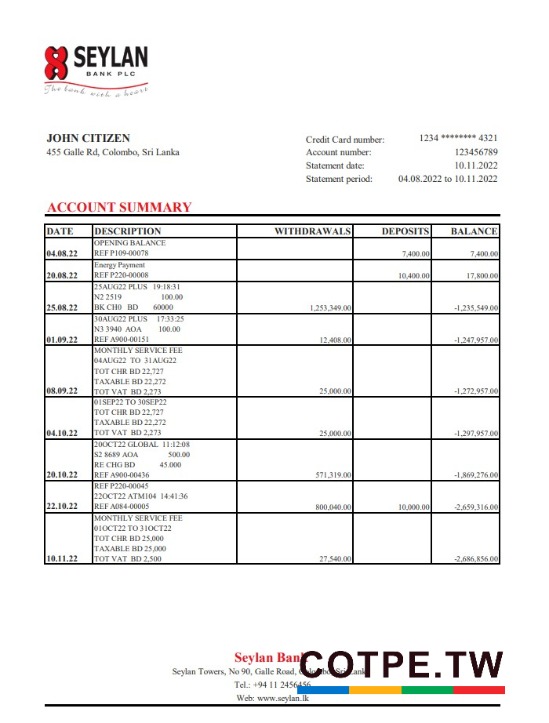 SEYLAN
BANK PLC
The bank with a heart
JOHN CITIZEN
455 Galle Rd, Colombo, Sri Lanka
Credit Card number: 1234 ******** 4321
Account number: 123456789
Statement date: 10.11.2022
Statement period: 04.08.2022 to 10.11.2022
ACCOUNT SUMMARY
DATE DESCRIPTION WITHDRAWALS DEPOSITS BALANCE
OPENING BALANCE
04.08.22 REF P109-00078 7,400.00 7,400.00
Energy Payment
20.08.22 REF P220-00008 10,400.00 17,800.00
25AUG22 PLUS 19:18:31
N2 2519 100.00
25.08.22 BK CH0 BD 60000 1,253,349.00 -1,235,549.00
30AUG22 PLUS 17:33:25
N3 3940 AOA 100.00
01.09.22 REF A900-00151 12,408.00 -1,247,957.00
MONTHLY SERVICE FEE
04AUG22 TO 31AUG22
TOT CHR BD 22,727
TAXABLE BD 22,272
08.09.22 TOT VAT BD 2,273 25,000.00 -1,272,957.00
01SEP22 TO 30SEP22
TOT CHR BD 22,727
TAXABLE BD 22,272
04.10.22 TOT VAT BD 2,273 25,000.00 -1,297,957.00
20OCT22 GLOBAL 11:12:08
S2 8689 AOA 500.00
RE CHG BD 45.000
20.10.22 REF A900-00436 571,319.00 -1,869,276.00
REF P220-00045
22OCT22 ATM104 14:41:36
22.10.22 REF A084-00005 800,040.00 10,000.00 -2,659,316.00
MONTHLY SERVICE FEE
01OCT22 TO 31OCT22
TOT CHR BD 25,000
TAXABLE BD 25,000
10.11.22 TOT VAT BD 2,500 27,540.00 -2,686,856.00
Seylan Bank
COTPE.TW
Seylan Towers, No 90, Galle Road, Colombo, Sri Lanka
Tel.: +94 11 2456456
Web: www.seylan.lk